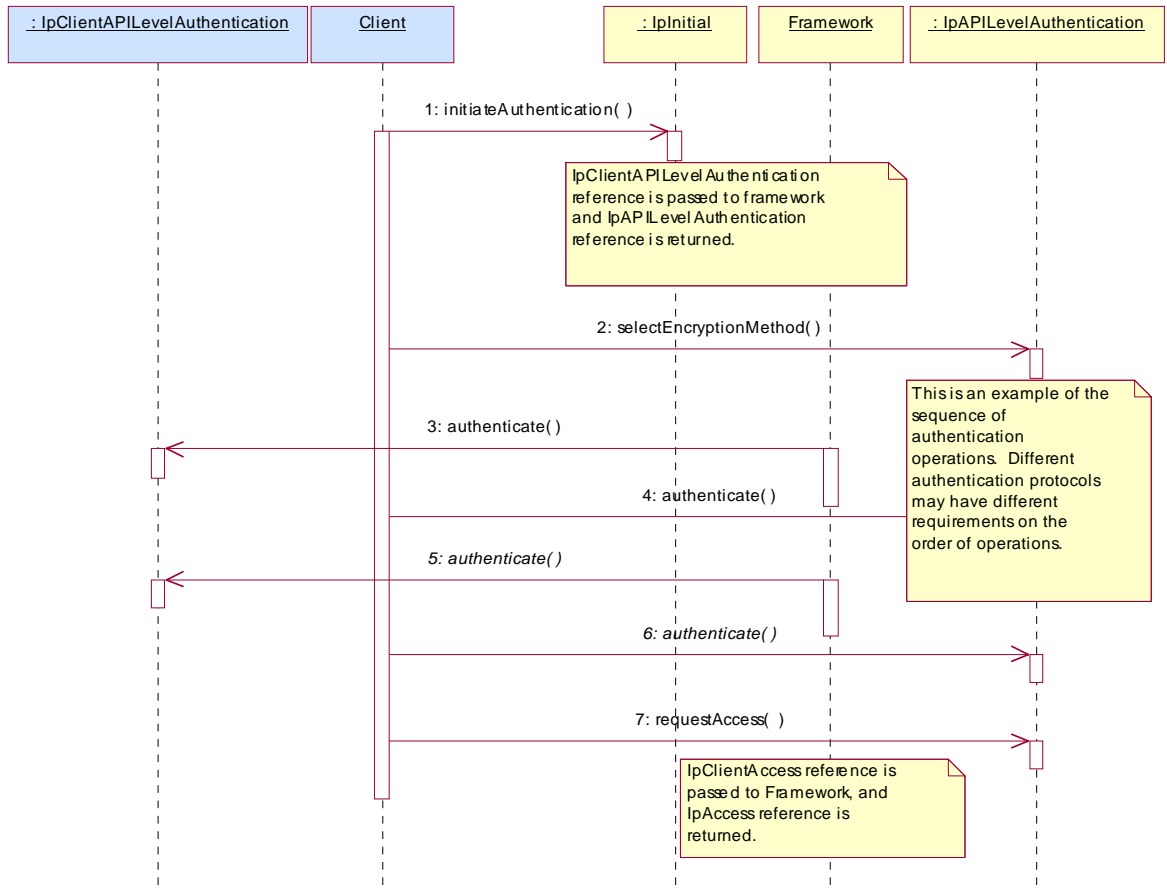 : IpClientAPILevelAuthentication
Client
: IpInitial
Framework
: IpAPILevelAuthentication
1: initiateAuthentication( )
IpClientAPILevelAuthentication
reference is passed to framework
and IpAPILevelAuthentication
reference is returned.
2: selectEncryptionMethod( )
This is an example of the
sequence of
authentication
operations. Different
authentication protocols
may have different
requirements on the
order of operations.
3: authenticate( )
4: authenticate( )
5: authenticate( )
6: authenticate( )
7: requestAccess( )
IpClientAccess reference is
passed to Framework, and
IpAccess reference is
returned.